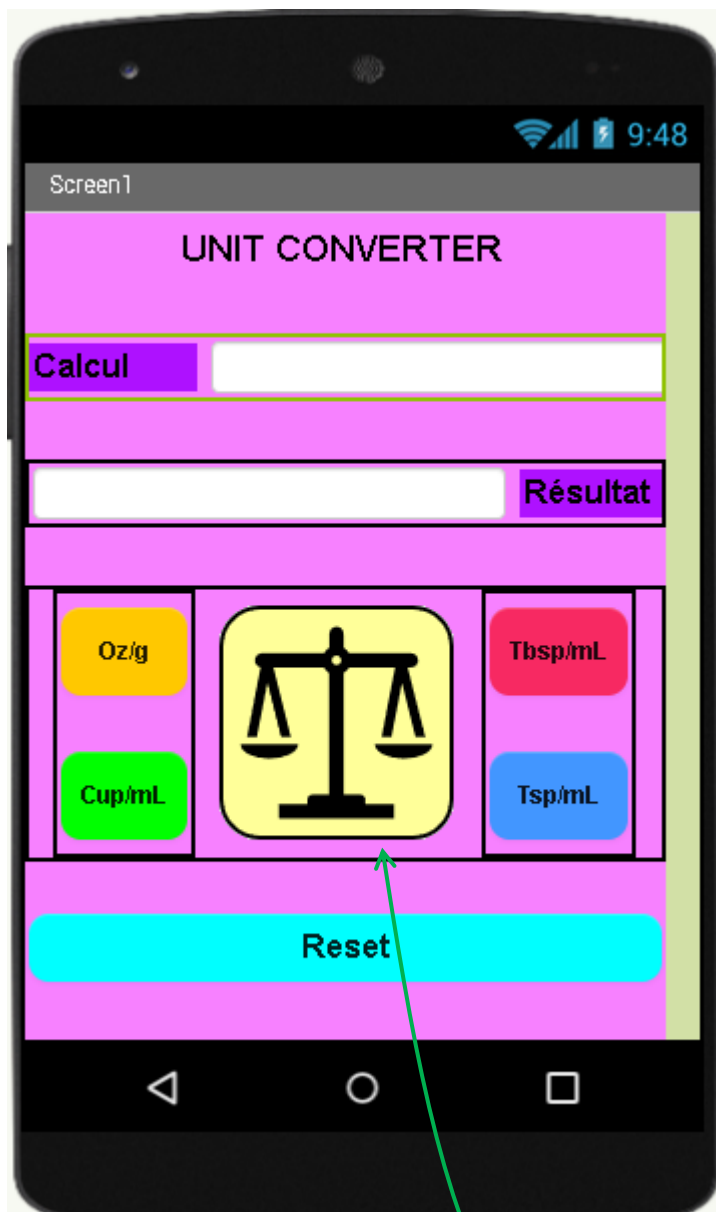 9:48
Screen1
UNIT CONVERTER
Calcul
Résultat
Oz/g
Tbsp/mL
Cup/mL
Tsp/mL
Reset